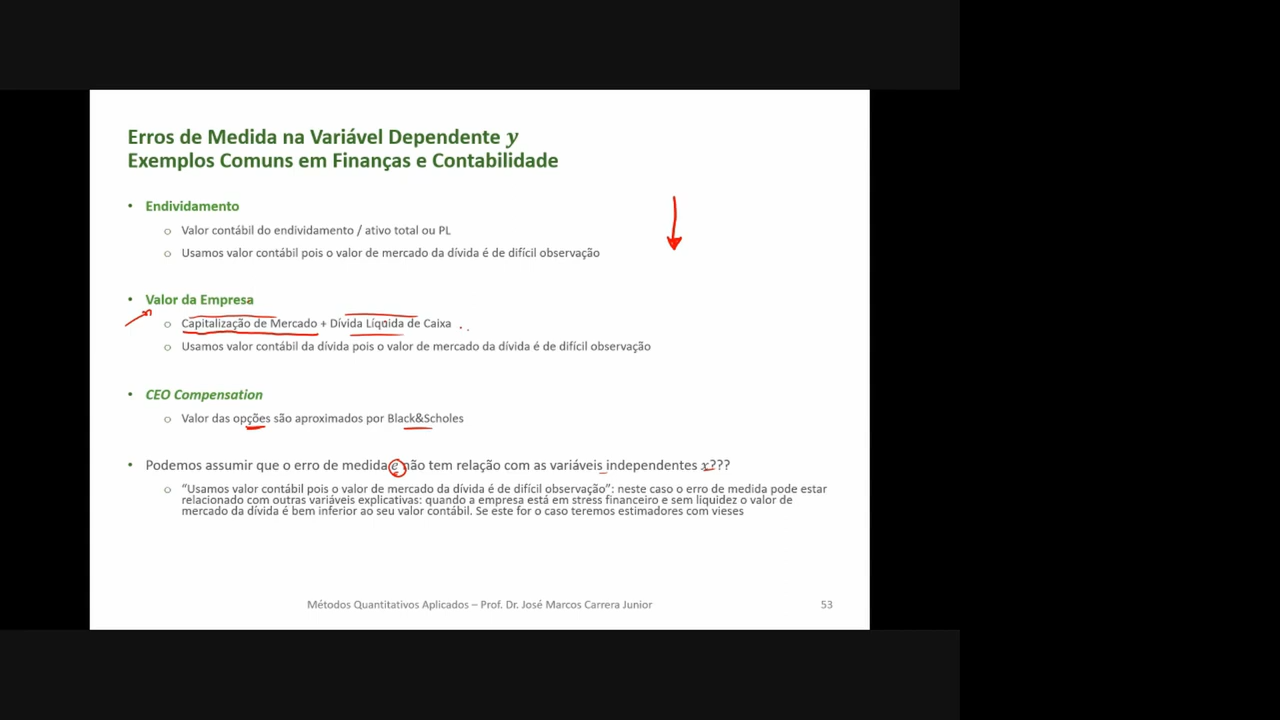 Erros de Medida na Variável Dependente y
Exemplos Comuns em Finanças e Contabilidade
• Endividamento
o Valor contábil do endividamento / ativo total ou PL
o Usamos valor contábil pois o valor de mercado da dívida é de difícil observação
• Valor da Empresa
o Capitalização de Mercado + Dívida Líquida de Caixa
o Usamos valor contábil da dívida pois o valor de mercado da dívida é de difícil observação
• CEO Compensation
o Valor das opções são aproximados por Black&Scholes
• Podemos assumir que o erro de medida e não tem relação com as variáveis independentes x???
o “Usamos valor contábil pois o valor de mercado da dívida é de difícil observação”: neste caso o erro de medida pode estar
relacionado com outras variáveis explicativas: quando a empresa está em stress financeiro e sem liquidez o valor de
mercado da dívida é bem inferior ao seu valor contábil. Se este for o caso teremos estimadores com vieses
Métodos Quantitativos Aplicados – Prof. Dr. José Marcos Carrera Junior
53